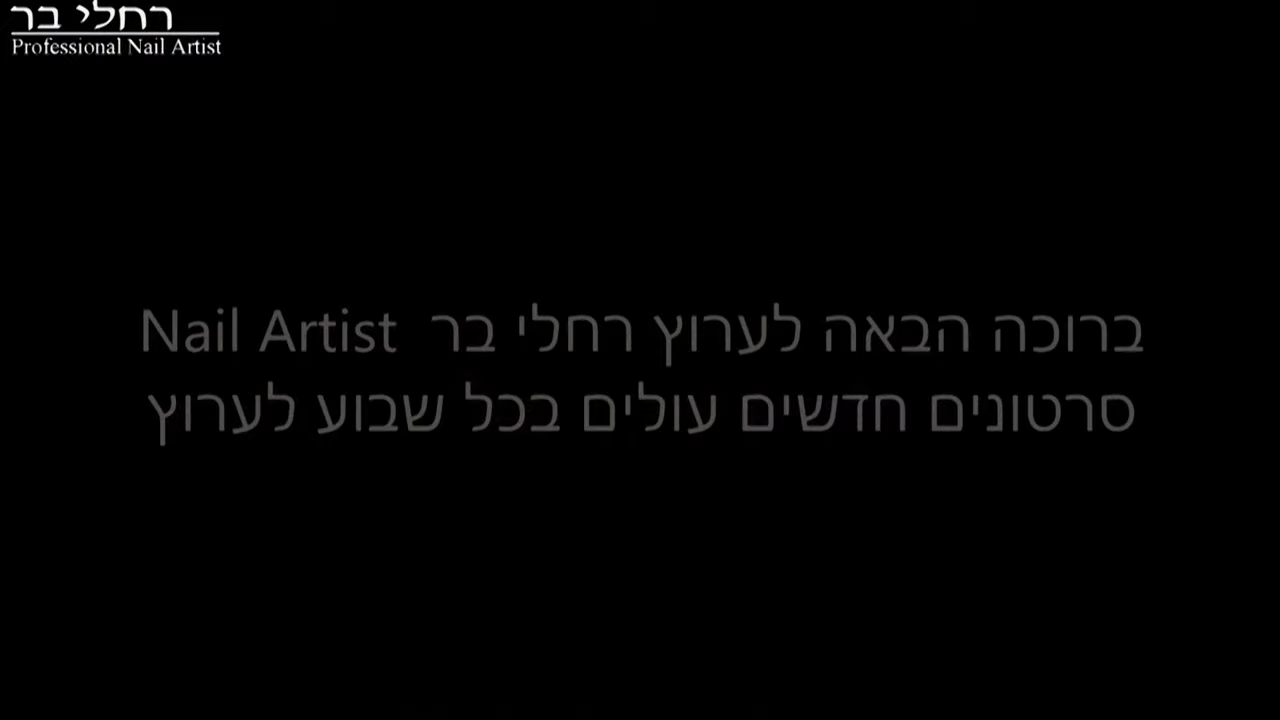 רחלי בר
Professional Nail Artist
ברוכה הבאה לערוץ רחלי בר Nail Artist
סרטונים חדשים עולים בכל שבוע לערוץ